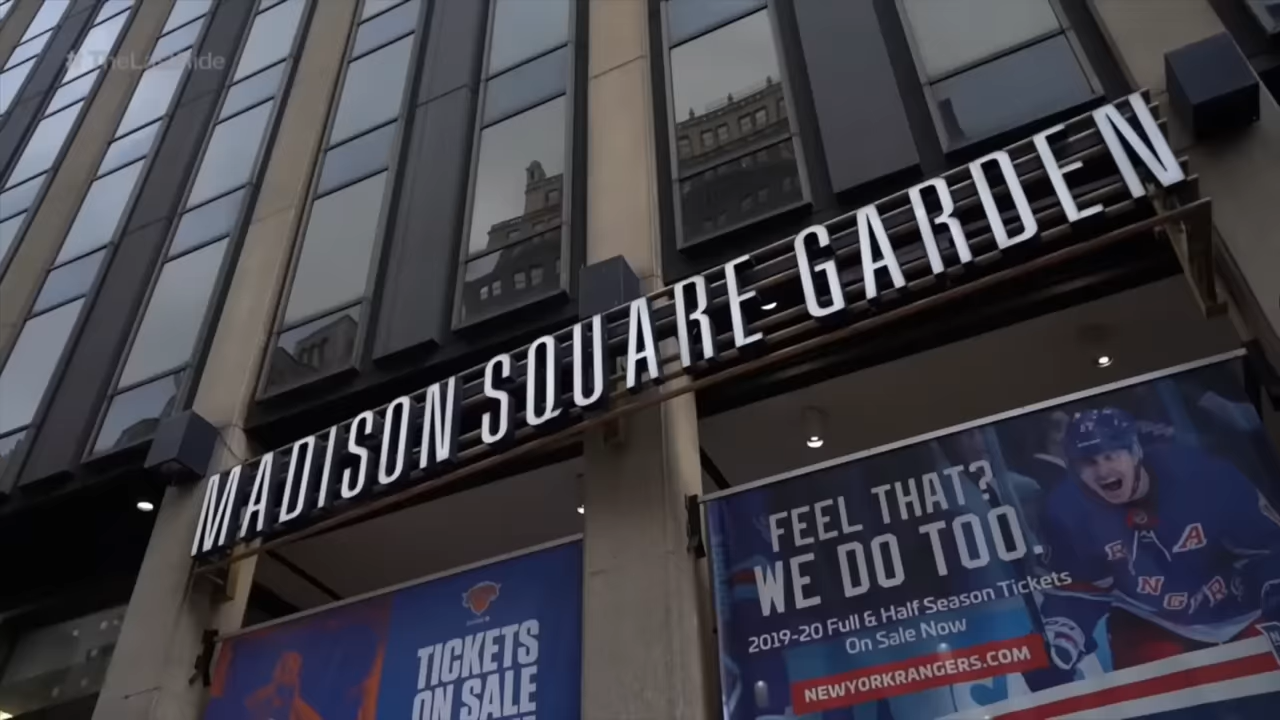 MADISON SQUARE GARDEN
FEEL THAT?
WE DO TOO.
2019-20 Full & Half Season Tickets
On Sale Now
NEWYORKRANGERS.COM
A
TICKETS
ON SALE